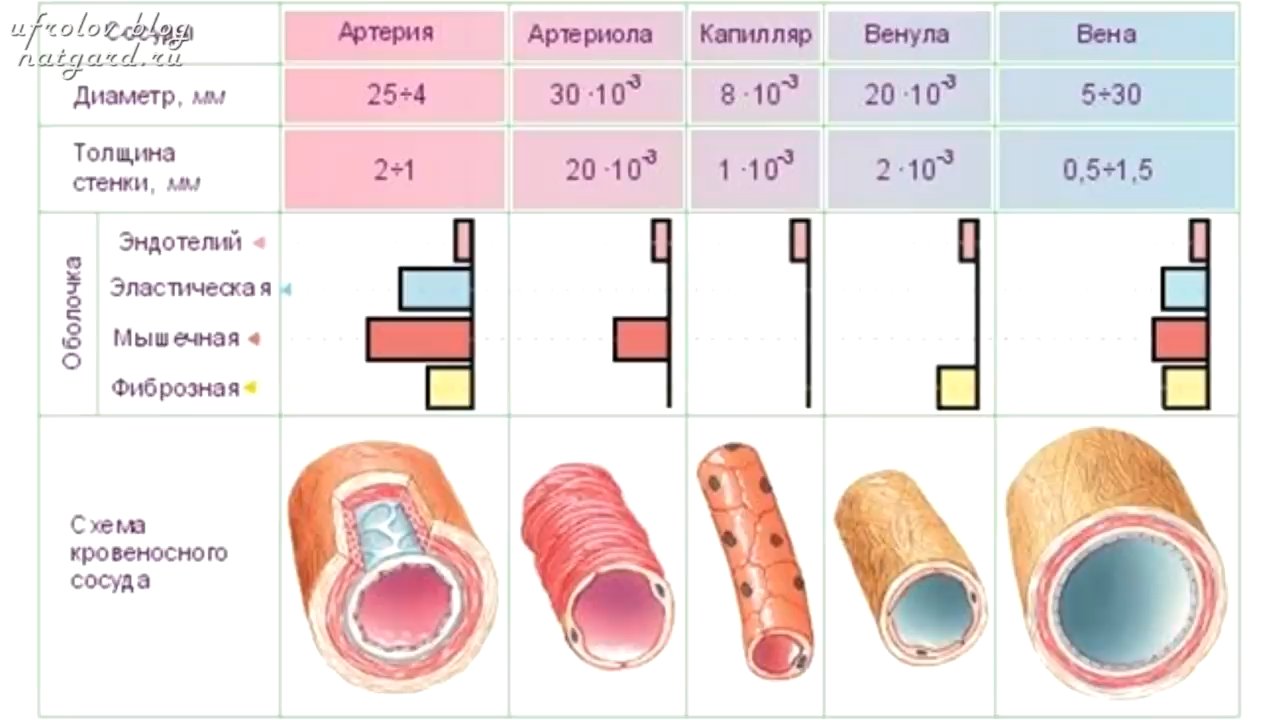 ufrolov.blog
natgard.ru
Сосуды
Артерия
Артериола
Капилляр
Венула
Вена
Диаметр, мм
25÷4
30 ·10⁻³
8 ·10⁻³
20 ·10⁻³
5÷30
Толщина
стенки, мм
2÷1
20 ·10⁻³
1 ·10⁻³
2 ·10⁻³
0,5÷1,5
Оболочка
Эндотелий
Эластическая
Мышечная
Фиброзная
Схема
кровеносного
сосуда